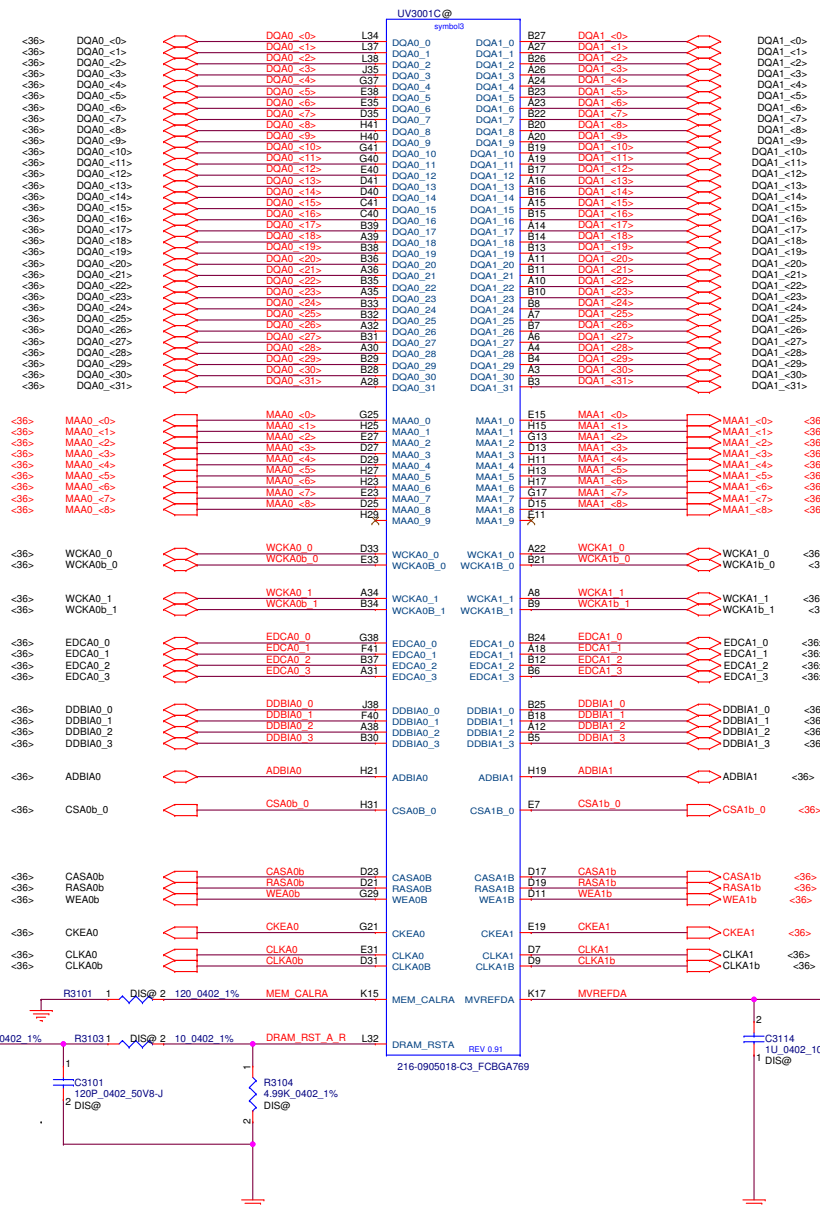 UV3001C@
symbol3
<36> DQA0_<0> DQA0_<0> L34 DQA0_0 DQA1_0 B27 DQA1_<0> DQA1_<0>
<36> DQA0_<1> DQA0_<1> L37 DQA0_1 DQA1_1 A27 DQA1_<1> DQA1_<1>
<36> DQA0_<2> DQA0_<2> L38 DQA0_2 DQA1_2 B26 DQA1_<2> DQA1_<2>
<36> DQA0_<3> DQA0_<3> J35 DQA0_3 DQA1_3 A26 DQA1_<3> DQA1_<3>
<36> DQA0_<4> DQA0_<4> G37 DQA0_4 DQA1_4 A24 DQA1_<4> DQA1_<4>
<36> DQA0_<5> DQA0_<5> E38 DQA0_5 DQA1_5 B23 DQA1_<5> DQA1_<5>
<36> DQA0_<6> DQA0_<6> E35 DQA0_6 DQA1_6 A23 DQA1_<6> DQA1_<6>
<36> DQA0_<7> DQA0_<7> D35 DQA0_7 DQA1_7 B22 DQA1_<7> DQA1_<7>
<36> DQA0_<8> DQA0_<8> H41 DQA0_8 DQA1_8 B20 DQA1_<8> DQA1_<8>
<36> DQA0_<9> DQA0_<9> H40 DQA0_9 DQA1_9 A20 DQA1_<9> DQA1_<9>
<36> DQA0_<10> DQA0_<10> G41 DQA0_10 DQA1_10 B19 DQA1_<10> DQA1_<10>
<36> DQA0_<11> DQA0_<11> G40 DQA0_11 DQA1_11 A19 DQA1_<11> DQA1_<11>
<36> DQA0_<12> DQA0_<12> E40 DQA0_12 DQA1_12 B17 DQA1_<12> DQA1_<12>
<36> DQA0_<13> DQA0_<13> D41 DQA0_13 DQA1_13 A16 DQA1_<13> DQA1_<13>
<36> DQA0_<14> DQA0_<14> D40 DQA0_14 DQA1_14 B16 DQA1_<14> DQA1_<14>
<36> DQA0_<15> DQA0_<15> C41 DQA0_15 DQA1_15 A15 DQA1_<15> DQA1_<15>
<36> DQA0_<16> DQA0_<16> C40 DQA0_16 DQA1_16 B15 DQA1_<16> DQA1_<16>
<36> DQA0_<17> DQA0_<17> B39 DQA0_17 DQA1_17 A14 DQA1_<17> DQA1_<17>
<36> DQA0_<18> DQA0_<18> A39 DQA0_18 DQA1_18 B14 DQA1_<18> DQA1_<18>
<36> DQA0_<19> DQA0_<19> B38 DQA0_19 DQA1_19 B13 DQA1_<19> DQA1_<19>
<36> DQA0_<20> DQA0_<20> B36 DQA0_20 DQA1_20 A11 DQA1_<20> DQA1_<20>
<36> DQA0_<21> DQA0_<21> A36 DQA0_21 DQA1_21 B11 DQA1_<21> DQA1_<21>
<36> DQA0_<22> DQA0_<22> B35 DQA0_22 DQA1_22 A10 DQA1_<22> DQA1_<22>
<36> DQA0_<23> DQA0_<23> A35 DQA0_23 DQA1_23 B10 DQA1_<23> DQA1_<23>
<36> DQA0_<24> DQA0_<24> B33 DQA0_24 DQA1_24 B8 DQA1_<24> DQA1_<24>
<36> DQA0_<25> DQA0_<25> B32 DQA0_25 DQA1_25 A7 DQA1_<25> DQA1_<25>
<36> DQA0_<26> DQA0_<26> A32 DQA0_26 DQA1_26 B7 DQA1_<26> DQA1_<26>
<36> DQA0_<27> DQA0_<27> B31 DQA0_27 DQA1_27 A6 DQA1_<27> DQA1_<27>
<36> DQA0_<28> DQA0_<28> A30 DQA0_28 DQA1_28 A4 DQA1_<28> DQA1_<28>
<36> DQA0_<29> DQA0_<29> B29 DQA0_29 DQA1_29 B4 DQA1_<29> DQA1_<29>
<36> DQA0_<30> DQA0_<30> B28 DQA0_30 DQA1_30 A3 DQA1_<30> DQA1_<30>
<36> DQA0_<31> DQA0_<31> A28 DQA0_31 DQA1_31 B3 DQA1_<31> DQA1_<31>
<36> MAA0_<0> MAA0_<0> G25 MAA0_0 MAA1_0 E15 MAA1_<0> MAA1_<0> <36
<36> MAA0_<1> MAA0_<1> H25 MAA0_1 MAA1_1 H15 MAA1_<1> MAA1_<1> <36
<36> MAA0_<2> MAA0_<2> E27 MAA0_2 MAA1_2 G13 MAA1_<2> MAA1_<2> <36
<36> MAA0_<3> MAA0_<3> D27 MAA0_3 MAA1_3 D13 MAA1_<3> MAA1_<3> <36
<36> MAA0_<4> MAA0_<4> D29 MAA0_4 MAA1_4 H11 MAA1_<4> MAA1_<4> <36
<36> MAA0_<5> MAA0_<5> H27 MAA0_5 MAA1_5 H13 MAA1_<5> MAA1_<5> <36
<36> MAA0_<6> MAA0_<6> H23 MAA0_6 MAA1_6 H17 MAA1_<6> MAA1_<6> <36
<36> MAA0_<7> MAA0_<7> E23 MAA0_7 MAA1_7 G17 MAA1_<7> MAA1_<7> <36
<36> MAA0_<8> MAA0_<8> D25 MAA0_8 MAA1_8 D15 MAA1_<8> MAA1_<8> <36
H29 MAA0_9 MAA1_9 E11
<36> WCKA0_0 WCKA0_0 D33 WCKA0_0 WCKA1_0 A22 WCKA1_0 WCKA1_0 <36
<36> WCKA0b_0 WCKA0b_0 E33 WCKA0B_0 WCKA1B_0 B21 WCKA1b_0 WCKA1b_0 <3
<36> WCKA0_1 WCKA0_1 A34 WCKA0_1 WCKA1_1 A8 WCKA1_1 WCKA1_1 <36
<36> WCKA0b_1 WCKA0b_1 B34 WCKA0B_1 WCKA1B_1 B9 WCKA1b_1 WCKA1b_1 <3
<36> EDCA0_0 EDCA0_0 G38 EDCA0_0 EDCA1_0 B24 EDCA1_0 EDCA1_0 <36
<36> EDCA0_1 EDCA0_1 F41 EDCA0_1 EDCA1_1 A18 EDCA1_1 EDCA1_1 <36
<36> EDCA0_2 EDCA0_2 B37 EDCA0_2 EDCA1_2 B12 EDCA1_2 EDCA1_2 <36
<36> EDCA0_3 EDCA0_3 A31 EDCA0_3 EDCA1_3 B6 EDCA1_3 EDCA1_3 <36
<36> DDBIA0_0 DDBIA0_0 J38 DDBIA0_0 DDBIA1_0 B25 DDBIA1_0 DDBIA1_0 <36
<36> DDBIA0_1 DDBIA0_1 F40 DDBIA0_1 DDBIA1_1 B18 DDBIA1_1 DDBIA1_1 <36
<36> DDBIA0_2 DDBIA0_2 A38 DDBIA0_2 DDBIA1_2 A12 DDBIA1_2 DDBIA1_2 <36
<36> DDBIA0_3 DDBIA0_3 B30 DDBIA0_3 DDBIA1_3 B5 DDBIA1_3 DDBIA1_3 <36
<36> ADBIA0 ADBIA0 H21 ADBIA0 ADBIA1 H19 ADBIA1 ADBIA1 <36>
<36> CSA0b_0 CSA0b_0 H31 CSA0B_0 CSA1B_0 E7 CSA1b_0 CSA1b_0 <36>
<36> CASA0b CASA0b D23 CASA0B CASA1B D17 CASA1b CASA1b <36>
<36> RASA0b RASA0b D21 RASA0B RASA1B D19 RASA1b RASA1b <36>
<36> WEA0b WEA0b G29 WEA0B WEA1B D11 WEA1b WEA1b <36>
<36> CKEA0 CKEA0 G21 CKEA0 CKEA1 E19 CKEA1 CKEA1 <36>
<36> CLKA0 CLKA0 E31 CLKA0 CLKA1 D7 CLKA1 CLKA1 <36>
<36> CLKA0b CLKA0b D31 CLKA0B CLKA1B D9 CLKA1b CLKA1b <36>
R3101 1 DIS@ 2 120_0402_1% MEM_CALRA K15 MEM_CALRA MVREFDA K17 MVREFDA
0402_1% R3103 1 DIS@ 2 10_0402_1% DRAM_RST_A_R L32 DRAM_RSTA
REV 0.91
216-0905018-C3_FCBGA769
2
C3114
1U_0402_10
1 DIS@
1
C3101
120P_0402_50V8-J
2 DIS@
1
R3104
4.99K_0402_1%
DIS@
2